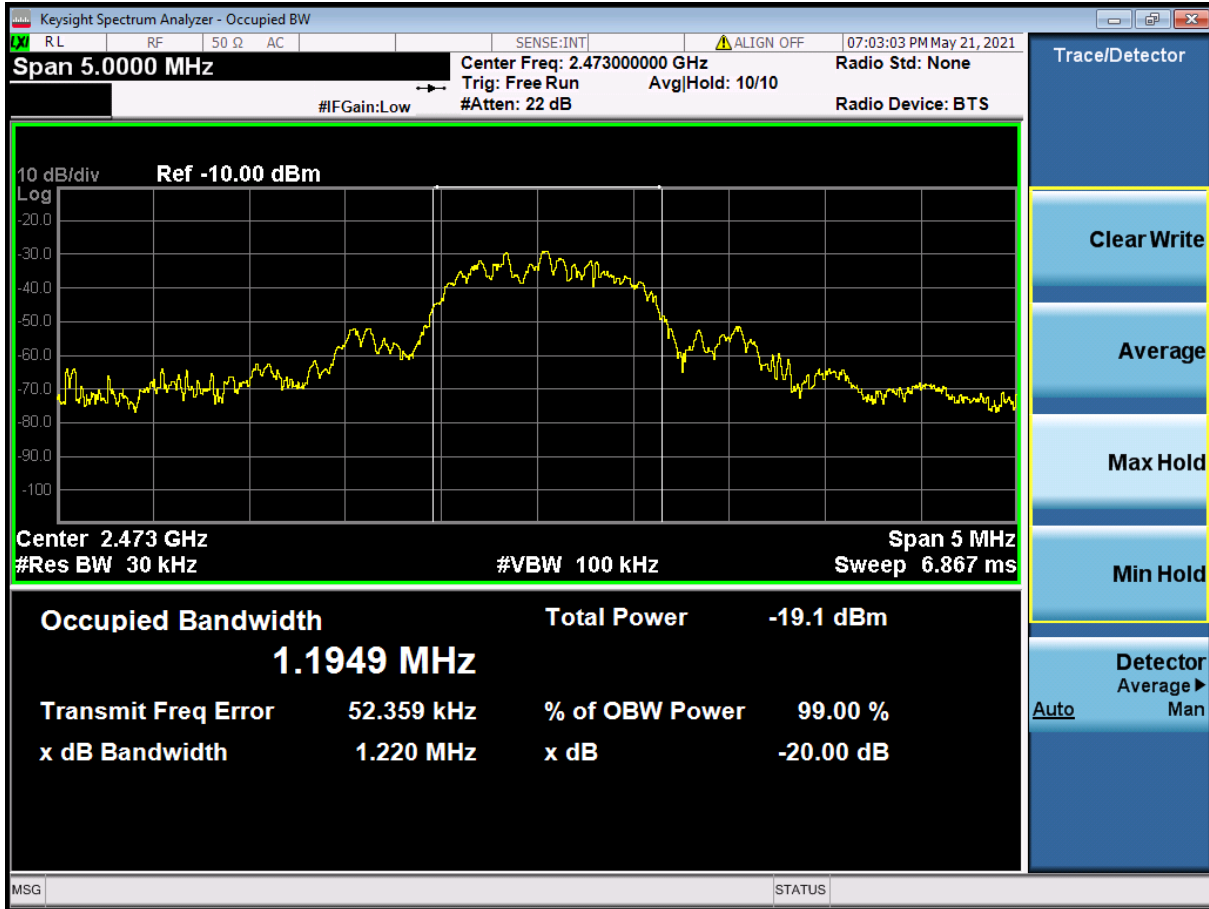 Keysight Spectrum Analyzer - Occupied BW
LXI RL RF 50 Ω AC SENSE:INT ALIGN OFF 07:03:03 PM May 21, 2021
Span 5.0000 MHz
Center Freq: 2.473000000 GHz
Radio Std: None
Trig: Free Run
Avg|Hold: 10/10
#IFGain:Low
#Atten: 22 dB
Radio Device: BTS
Trace/Detector
10 dB/div
Ref -10.00 dBm
Log
-20.0
-30.0
-40.0
-50.0
-60.0
-70.0
-80.0
-90.0
-100
Center 2.473 GHz
Span 5 MHz
#Res BW 30 kHz
#VBW 100 kHz
Sweep 6.867 ms
Occupied Bandwidth
Total Power -19.1 dBm
1.1949 MHz
Transmit Freq Error 52.359 kHz
% of OBW Power 99.00 %
x dB Bandwidth 1.220 MHz
x dB -20.00 dB
Clear Write
Average
Max Hold
Min Hold
Detector
Average▶
Auto Man
MSG
STATUS